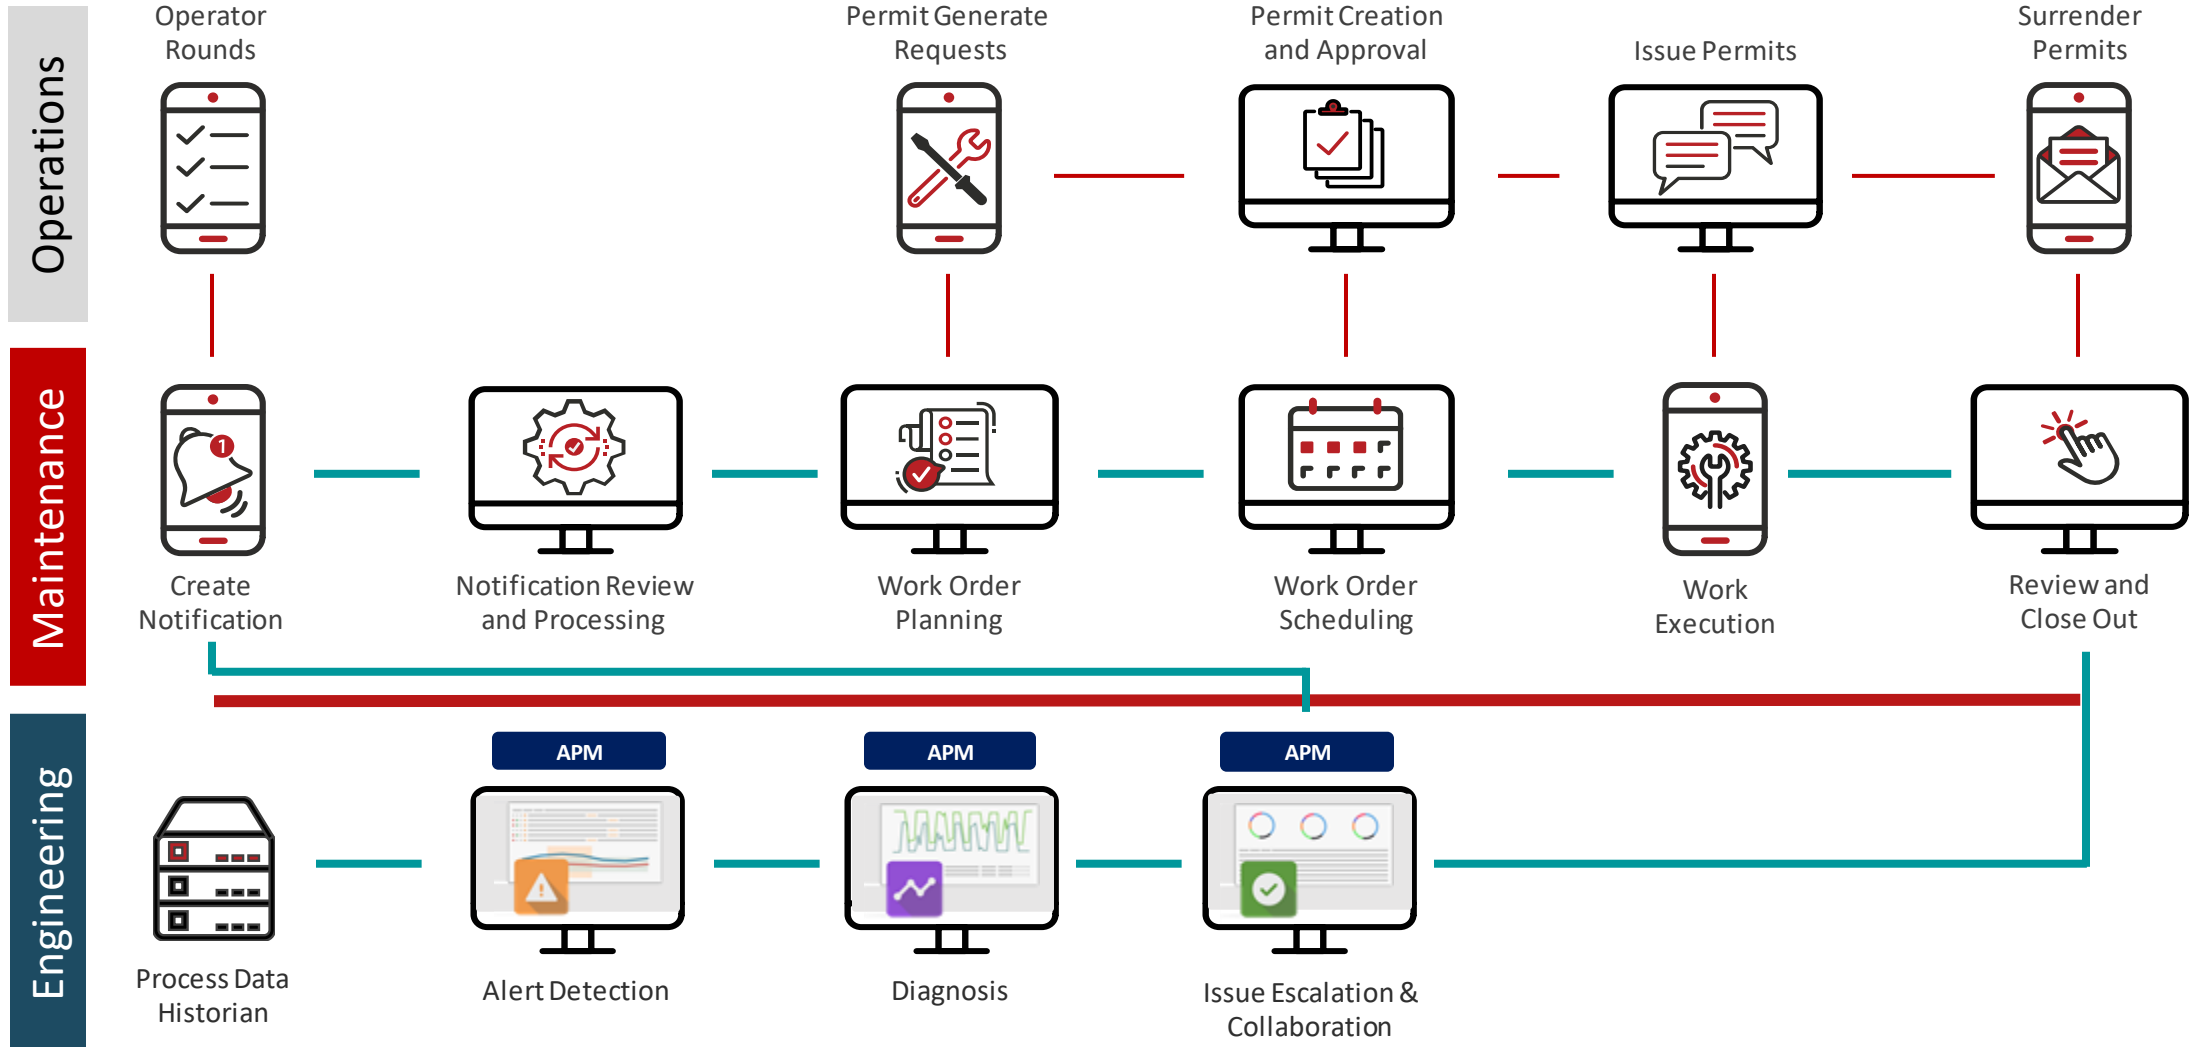 Operations
Operator
Rounds
Permit Generate
Requests
Permit Creation
and Approval
Issue Permits
Surrender
Permits
Maintenance
1
Create
Notification
Notification Review
and Processing
Work Order
Planning
Work Order
Scheduling
Work
Execution
Review and
Close Out
Engineering
APM
APM
APM
Process Data
Historian
Alert Detection
Diagnosis
Issue Escalation &
Collaboration